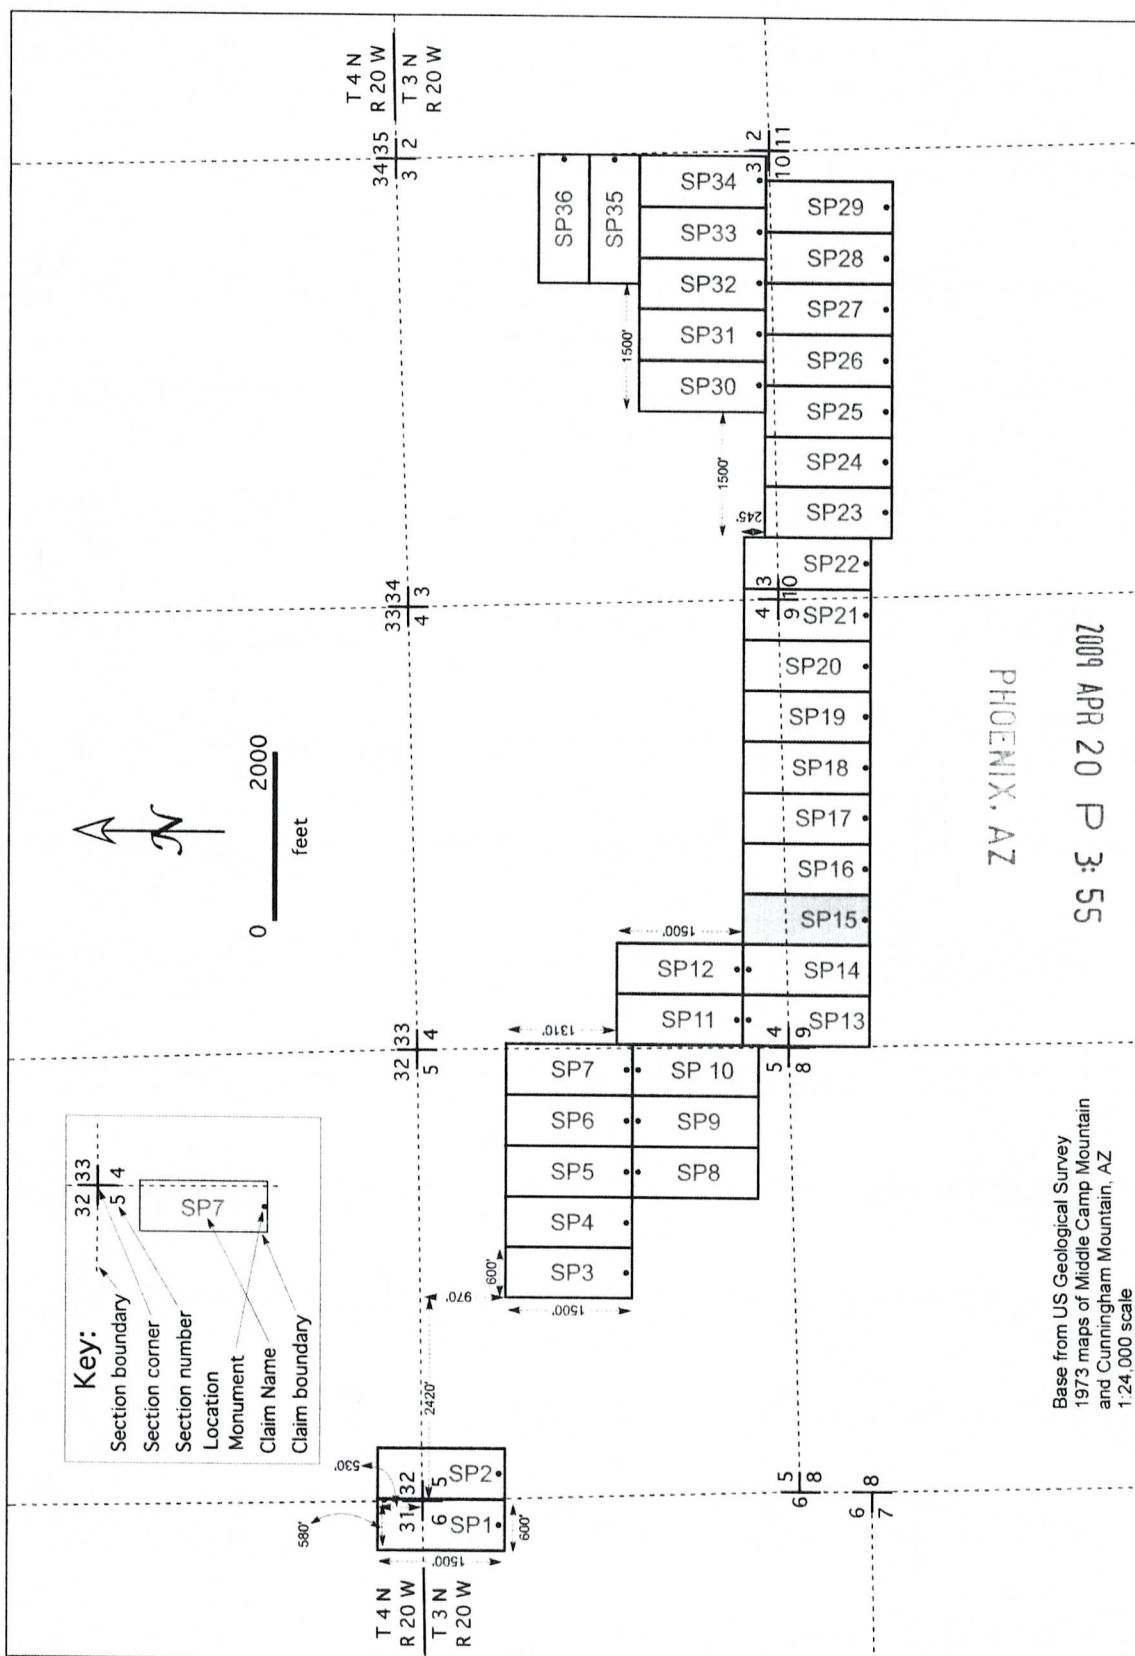 T 4 N
R 20 W
T 3 N
R 20 W
31 32
6 5
32 33
5 4
33 34
4 3
34 35
3 2
T 4 N
R 20 W
T 3 N
R 20 W
Key:
Section boundary
Section corner
Section number
Location
Monument
Claim Name
Claim boundary
32 33
5 4
SP7
N
0 2000
feet
580'
530'
1500'
600'
SP1
SP2
2420'
970'
600'
1500'
SP3
SP4
SP5
SP6
SP7
1310'
SP8
SP9
SP 10
SP11
SP12
1500'
SP13
SP14
SP15
SP16
SP17
SP18
SP19
SP20
SP21
SP22
245'
1500'
1500'
SP23
SP24
SP25
SP26
SP27
SP28
SP29
SP30
SP31
SP32
SP33
SP34
SP35
SP36
5
6 8
6 8
7
5 4
8 9
4 3
9 10
3 2
10 11
Base from US Geological Survey
1973 maps of Middle Camp Mountain
and Cunningham Mountain, AZ
1:24,000 scale
PHOENIX, AZ
2009 APR 20 P 3:55